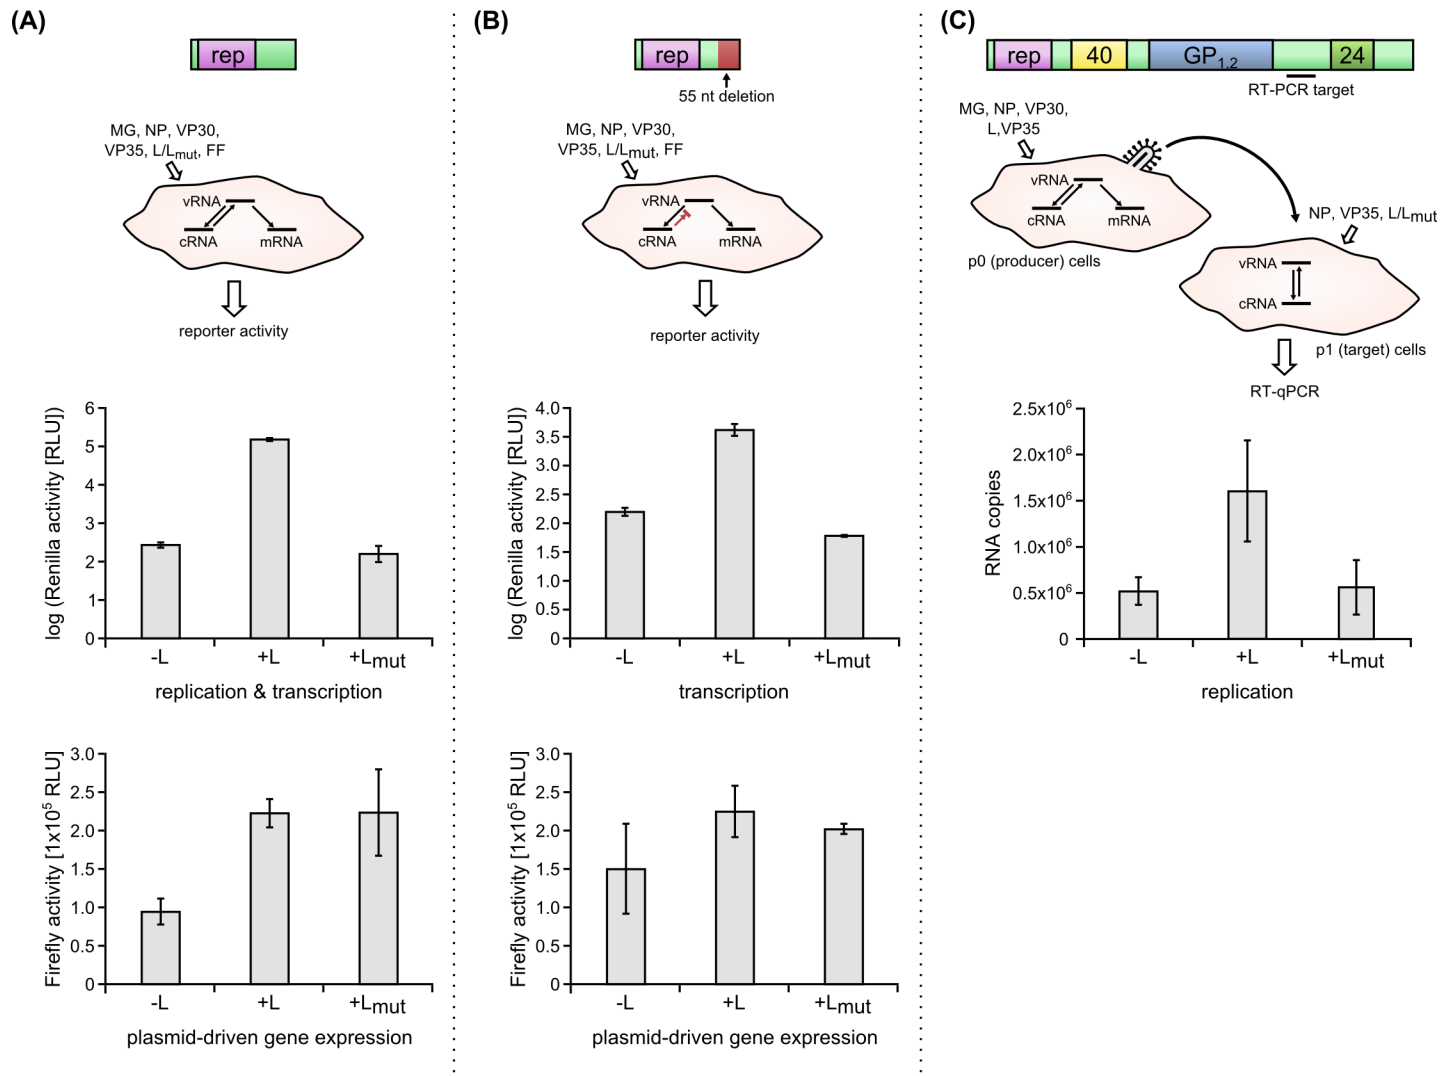 (A)
rep
MG, NP, VP30,
VP35, L/Lmut, FF
vRNA
cRNA
mRNA
reporter activity
log (Renilla activity [RLU])
6
5
4
3
2
1
0
-L
+L
+Lmut
replication & transcription
Firefly activity [1x10⁵ RLU]
3.0
2.5
2.0
1.5
1.0
0.5
0
-L
+L
+Lmut
plasmid-driven gene expression
(B)
rep
55 nt deletion
MG, NP, VP30,
VP35, L/Lmut, FF
vRNA
cRNA
mRNA
reporter activity
log (Renilla activity [RLU])
4.0
3.5
3.0
2.5
2.0
1.5
1.0
0.5
0
-L
+L
+Lmut
transcription
Firefly activity [1x10⁵ RLU]
3.0
2.5
2.0
1.5
1.0
0.5
0
-L
+L
+Lmut
plasmid-driven gene expression
(C)
rep
40
GP1,2
24
RT-PCR target
MG, NP, VP30,
L,VP35
vRNA
cRNA
mRNA
p0 (producer) cells
NP, VP35, L/Lmut
vRNA
cRNA
p1 (target) cells
RT-qPCR
RNA copies
2.5x10⁶
2.0x10⁶
1.5x10⁶
1.0x10⁶
0.5x10⁶
0
-L
+L
+Lmut
replication